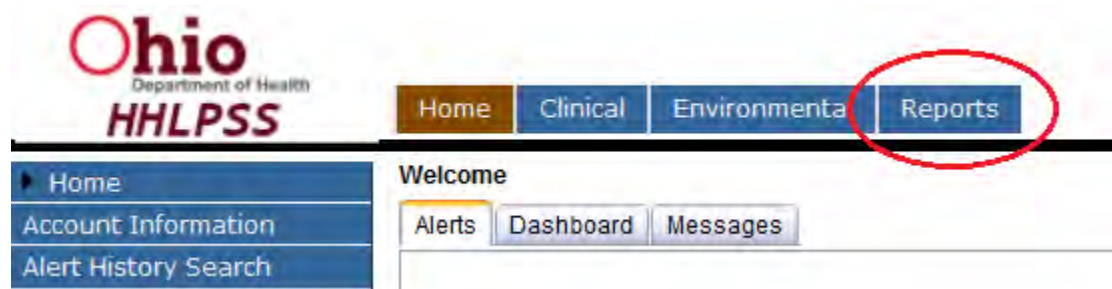 Ohio
Department of Health
HHLPSS
Home Clinical Environmenta Reports
Home
Account Information
Alert History Search
Welcome
Alerts Dashboard Messages